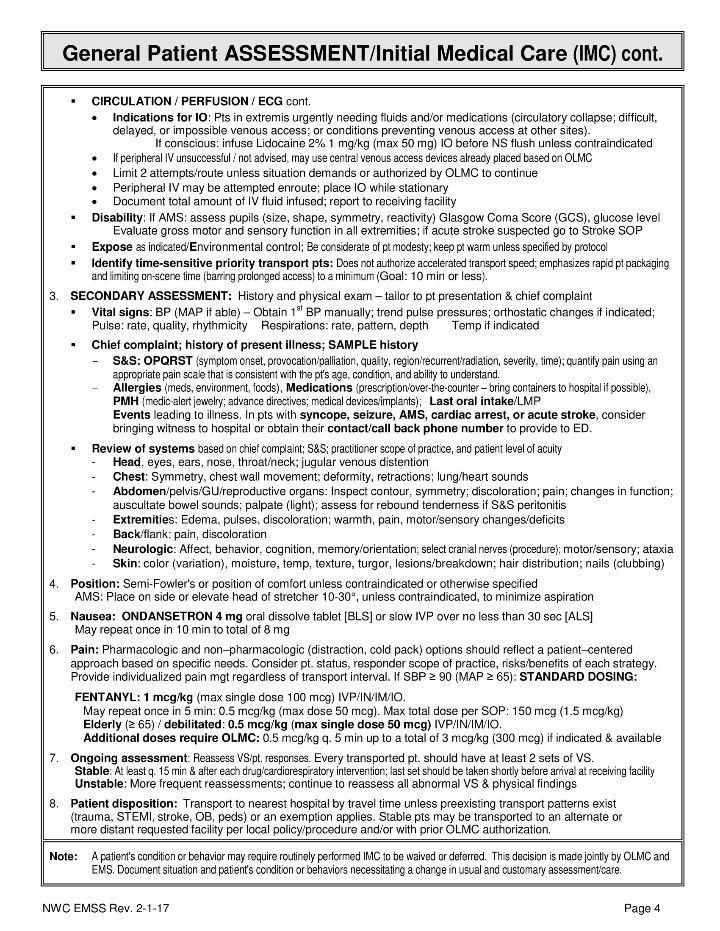 General Patient ASSESSMENT/Initial Medical Care (IMC) cont.
▪ CIRCULATION / PERFUSION / ECG cont.
• Indications for IO: Pts in extremis urgently needing fluids and/or medications (circulatory collapse; difficult,
delayed, or impossible venous access; or conditions preventing venous access at other sites).
If conscious: infuse Lidocaine 2% 1 mg/kg (max 50 mg) IO before NS flush unless contraindicated
• If peripheral IV unsuccessful / not advised, may use central venous access devices already placed based on OLMC
• Limit 2 attempts/route unless situation demands or authorized by OLMC to continue
• Peripheral IV may be attempted enroute; place IO while stationary
• Document total amount of IV fluid infused; report to receiving facility
▪ Disability: If AMS: assess pupils (size, shape, symmetry, reactivity) Glasgow Coma Score (GCS), glucose level
Evaluate gross motor and sensory function in all extremities; if acute stroke suspected go to Stroke SOP
▪ Expose as indicated/Environmental control; Be considerate of pt modesty; keep pt warm unless specified by protocol
▪ Identify time-sensitive priority transport pts: Does not authorize accelerated transport speed; emphasizes rapid pt packaging
and limiting on-scene time (barring prolonged access) to a minimum (Goal: 10 min or less).
3. SECONDARY ASSESSMENT: History and physical exam – tailor to pt presentation & chief complaint
▪ Vital signs: BP (MAP if able) – Obtain 1st BP manually; trend pulse pressures; orthostatic changes if indicated;
Pulse: rate, quality, rhythmicity Respirations: rate, pattern, depth Temp if indicated
▪ Chief complaint; history of present illness; SAMPLE history
– S&S: OPQRST (symptom onset, provocation/palliation, quality, region/recurrent/radiation, severity, time); quantify pain using an
appropriate pain scale that is consistent with the pt's age, condition, and ability to understand.
– Allergies (meds, environment, foods), Medications (prescription/over-the-counter – bring containers to hospital if possible),
PMH (medic-alert jewelry; advance directives; medical devices/implants); Last oral intake/LMP
Events leading to illness. In pts with syncope, seizure, AMS, cardiac arrest, or acute stroke, consider
bringing witness to hospital or obtain their contact/call back phone number to provide to ED.
▪ Review of systems based on chief complaint; S&S; practitioner scope of practice, and patient level of acuity
- Head, eyes, ears, nose, throat/neck; jugular venous distention
- Chest: Symmetry, chest wall movement; deformity, retractions; lung/heart sounds
- Abdomen/pelvis/GU/reproductive organs: Inspect contour, symmetry; discoloration; pain; changes in function;
auscultate bowel sounds; palpate (light); assess for rebound tenderness if S&S peritonitis
- Extremities: Edema, pulses, discoloration; warmth, pain, motor/sensory changes/deficits
- Back/flank: pain, discoloration
- Neurologic: Affect, behavior, cognition, memory/orientation; select cranial nerves (procedure); motor/sensory; ataxia
- Skin: color (variation), moisture, temp, texture, turgor, lesions/breakdown; hair distribution; nails (clubbing)
4. Position: Semi-Fowler's or position of comfort unless contraindicated or otherwise specified
AMS: Place on side or elevate head of stretcher 10-30°, unless contraindicated, to minimize aspiration
5. Nausea: ONDANSETRON 4 mg oral dissolve tablet [BLS] or slow IVP over no less than 30 sec [ALS]
May repeat once in 10 min to total of 8 mg
6. Pain: Pharmacologic and non–pharmacologic (distraction, cold pack) options should reflect a patient–centered
approach based on specific needs. Consider pt. status, responder scope of practice, risks/benefits of each strategy.
Provide individualized pain mgt regardless of transport interval. If SBP ≥ 90 (MAP ≥ 65): STANDARD DOSING:
FENTANYL: 1 mcg/kg (max single dose 100 mcg) IVP/IN/IM/IO.
May repeat once in 5 min: 0.5 mcg/kg (max dose 50 mcg). Max total dose per SOP: 150 mcg (1.5 mcg/kg)
Elderly (≥ 65) / debilitated: 0.5 mcg/kg (max single dose 50 mcg) IVP/IN/IM/IO.
Additional doses require OLMC: 0.5 mcg/kg q. 5 min up to a total of 3 mcg/kg (300 mcg) if indicated & available
7. Ongoing assessment: Reassess VS/pt. responses. Every transported pt. should have at least 2 sets of VS.
Stable: At least q. 15 min & after each drug/cardiorespiratory intervention; last set should be taken shortly before arrival at receiving facility
Unstable: More frequent reassessments; continue to reassess all abnormal VS & physical findings
8. Patient disposition: Transport to nearest hospital by travel time unless preexisting transport patterns exist
(trauma, STEMI, stroke, OB, peds) or an exemption applies. Stable pts may be transported to an alternate or
more distant requested facility per local policy/procedure and/or with prior OLMC authorization.
Note: A patient's condition or behavior may require routinely performed IMC to be waived or deferred. This decision is made jointly by OLMC and
EMS. Document situation and patient's condition or behaviors necessitating a change in usual and customary assessment/care.
NWC EMSS Rev. 2-1-17 Page 4